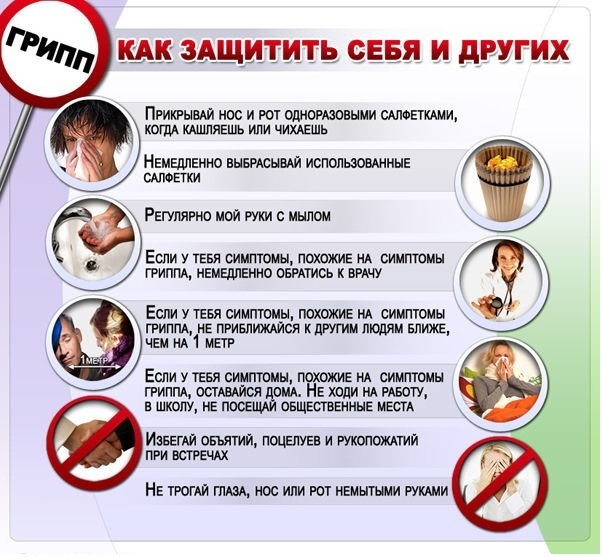 ГРИПП
КАК ЗАЩИТИТЬ СЕБЯ И ДРУГИХ
Прикрывай нос и рот одноразовыми салфетками,
когда кашляешь или чихаешь
Немедленно выбрасывай использованные
салфетки
Регулярно мой руки с мылом
Если у тебя симптомы, похожие на симптомы
гриппа, немедленно обратись к врачу
Если у тебя симптомы, похожие на симптомы
гриппа, не приближайся к другим людям ближе,
чем на 1 метр
1 МЕТР
Если у тебя симптомы, похожие на симптомы
гриппа, оставайся дома. Не ходи на работу,
в школу, не посещай общественные места
Избегай объятий, поцелуев и рукопожатий
при встречах
Не трогай глаза, нос или рот немытыми руками